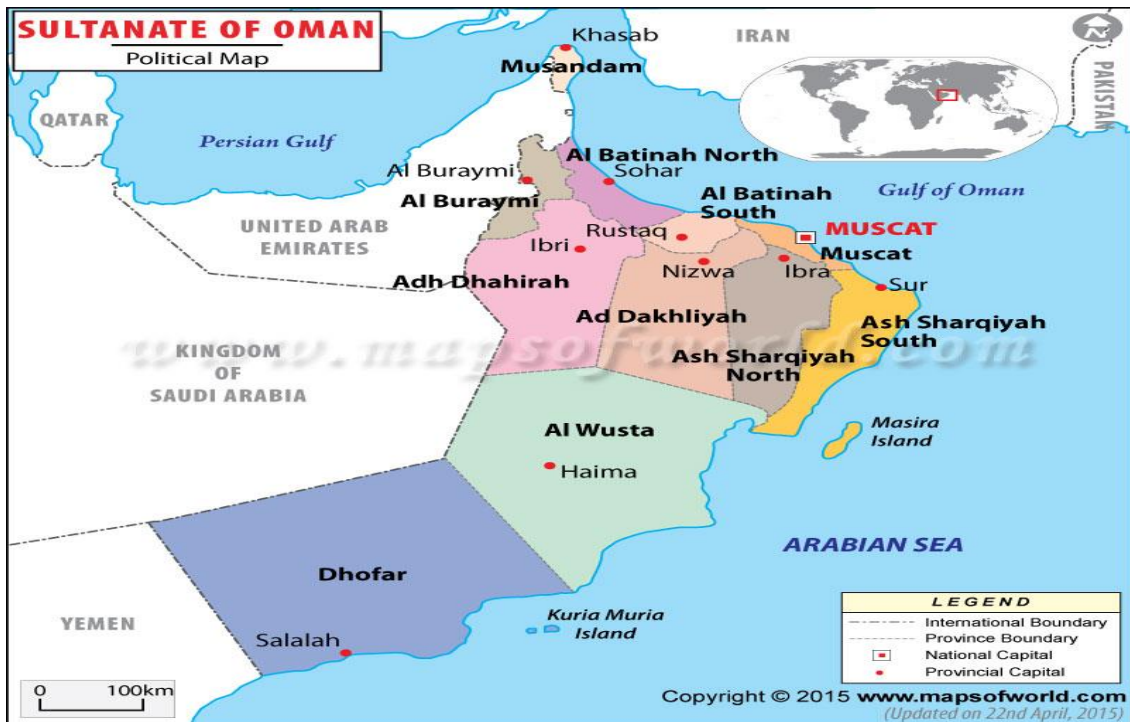 SULTANATE OF OMAN
Political Map
Khasab
IRAN
N
PAKISTAN
Musandam
QATAR
Persian Gulf
Al Batinah North
Al Buraymi
Sohar
Al Batinah
South
Gulf of Oman
Al Buraymi
UNITED ARAB
EMIRATES
Rustaq
MUSCAT
Muscat
Ibri
Nizwa
Ibra
Adh Dhahirah
Sur
Ad Dakhliyah
Ash Sharqiyah
South
www.mapsofworld.com
KINGDOM
OF
SAUDI ARABIA
Ash Sharqiyah
North
Masira
Island
Al Wusta
Haima
ARABIAN SEA
Dhofar
YEMEN
Kuria Muria
Island
Salalah
LEGEND
International Boundary
Province Boundary
National Capital
Provincial Capital
0 100km
Copyright © 2015 www.mapsofworld.com
(Updated on 22nd April, 2015)